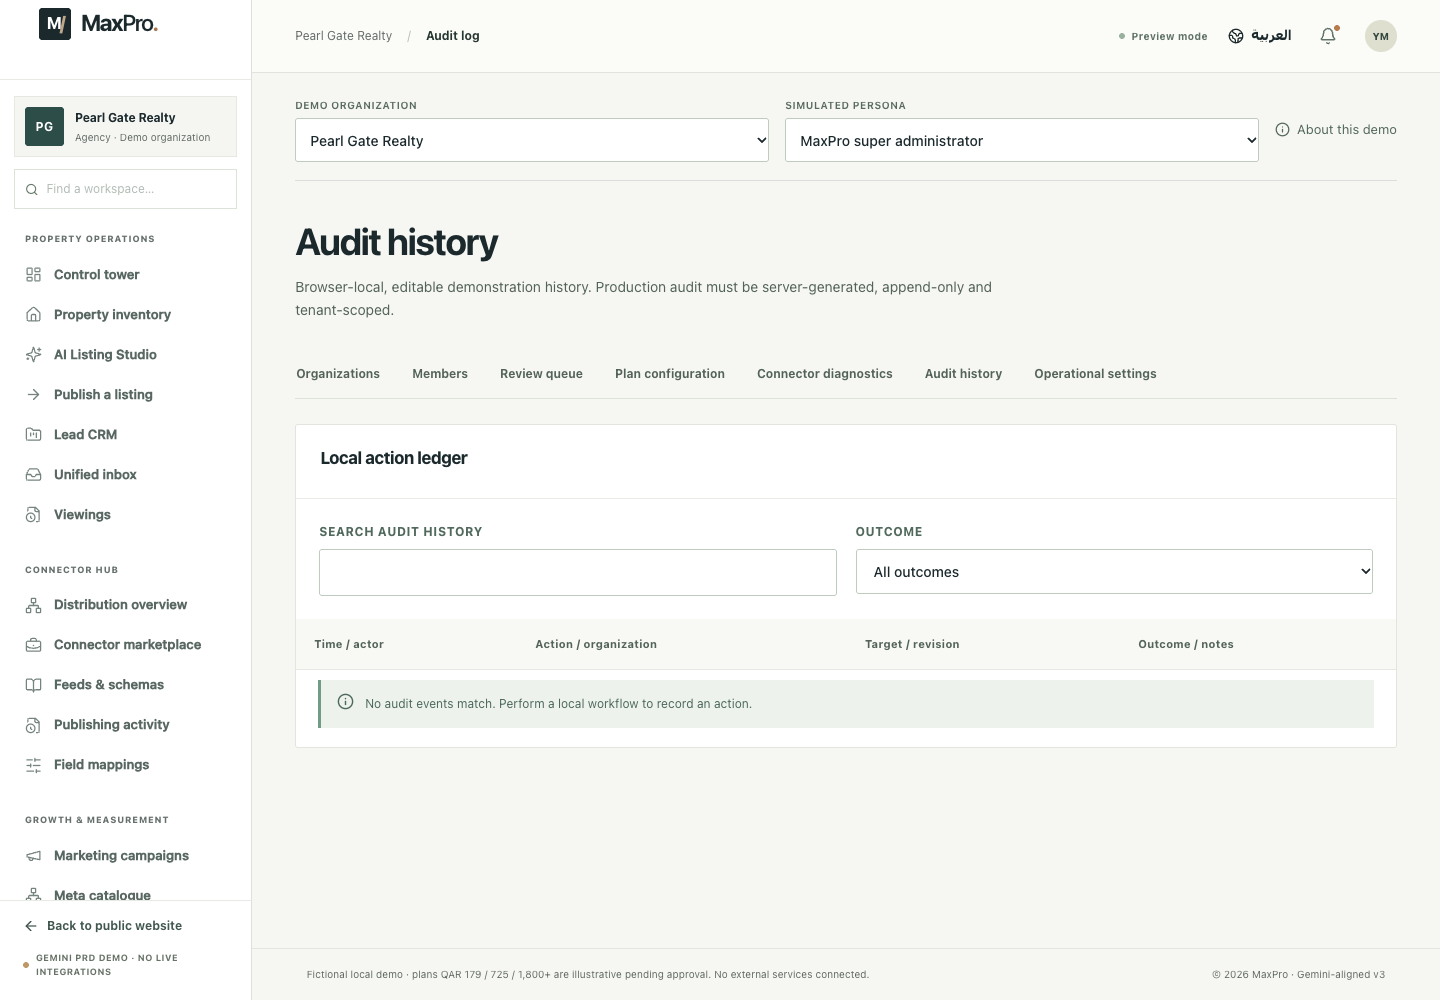 M/ MaxPro.
PG
Pearl Gate Realty
Agency · Demo organization
Find a workspace...
PROPERTY OPERATIONS
Control tower
Property inventory
AI Listing Studio
Publish a listing
Lead CRM
Unified inbox
Viewings
CONNECTOR HUB
Distribution overview
Connector marketplace
Feeds & schemas
Publishing activity
Field mappings
GROWTH & MEASUREMENT
Marketing campaigns
Meta catalogue
Back to public website
GEMINI PRD DEMO · NO LIVE
INTEGRATIONS
Pearl Gate Realty / Audit log
Preview mode
العربية
YM
DEMO ORGANIZATION
Pearl Gate Realty
SIMULATED PERSONA
MaxPro super administrator
About this demo
Audit history
Browser-local, editable demonstration history. Production audit must be server-generated, append-only and
tenant-scoped.
Organizations Members Review queue Plan configuration Connector diagnostics Audit history Operational settings
Local action ledger
SEARCH AUDIT HISTORY
OUTCOME
All outcomes
Time / actor Action / organization Target / revision Outcome / notes
No audit events match. Perform a local workflow to record an action.
Fictional local demo · plans QAR 179 / 725 / 1,800+ are illustrative pending approval. No external services connected.
© 2026 MaxPro · Gemini-aligned v3